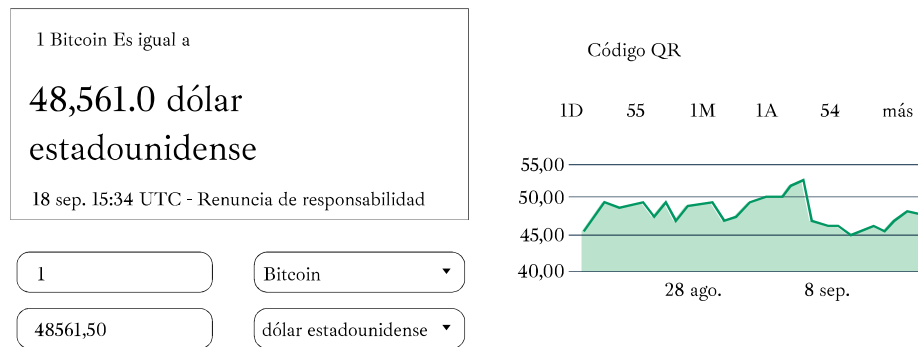 1 Bitcoin Es igual a
48,561.0 dólar
estadounidense
18 sep. 15:34 UTC - Renuncia de responsabilidad
1
Bitcoin
48561,50
dólar estadounidense
Código QR
1D 55 1M 1A 54 más
55,00
50,00
45,00
40,00
28 ago. 8 sep.